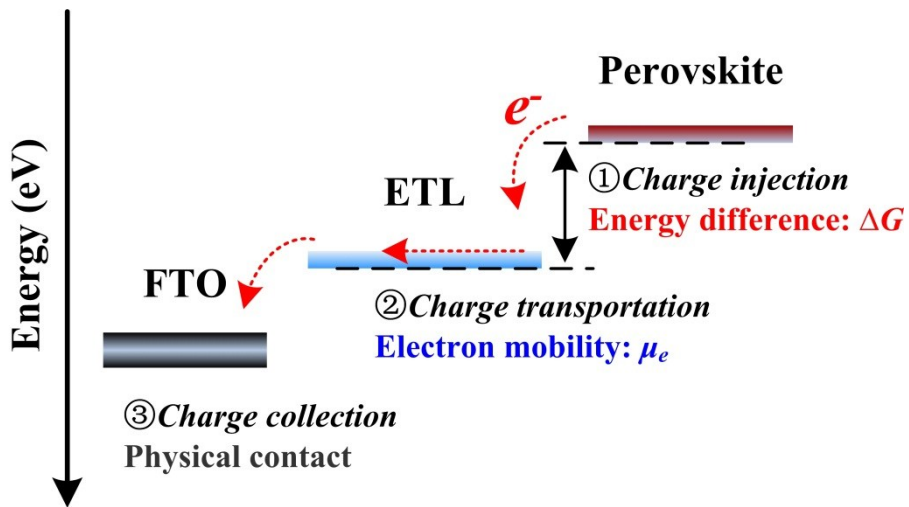 Perovskite
e-
①Charge injection
Energy difference: ΔG
ETL
FTO
②Charge transportation
Electron mobility: μe
③Charge collection
Physical contact
Energy (eV)